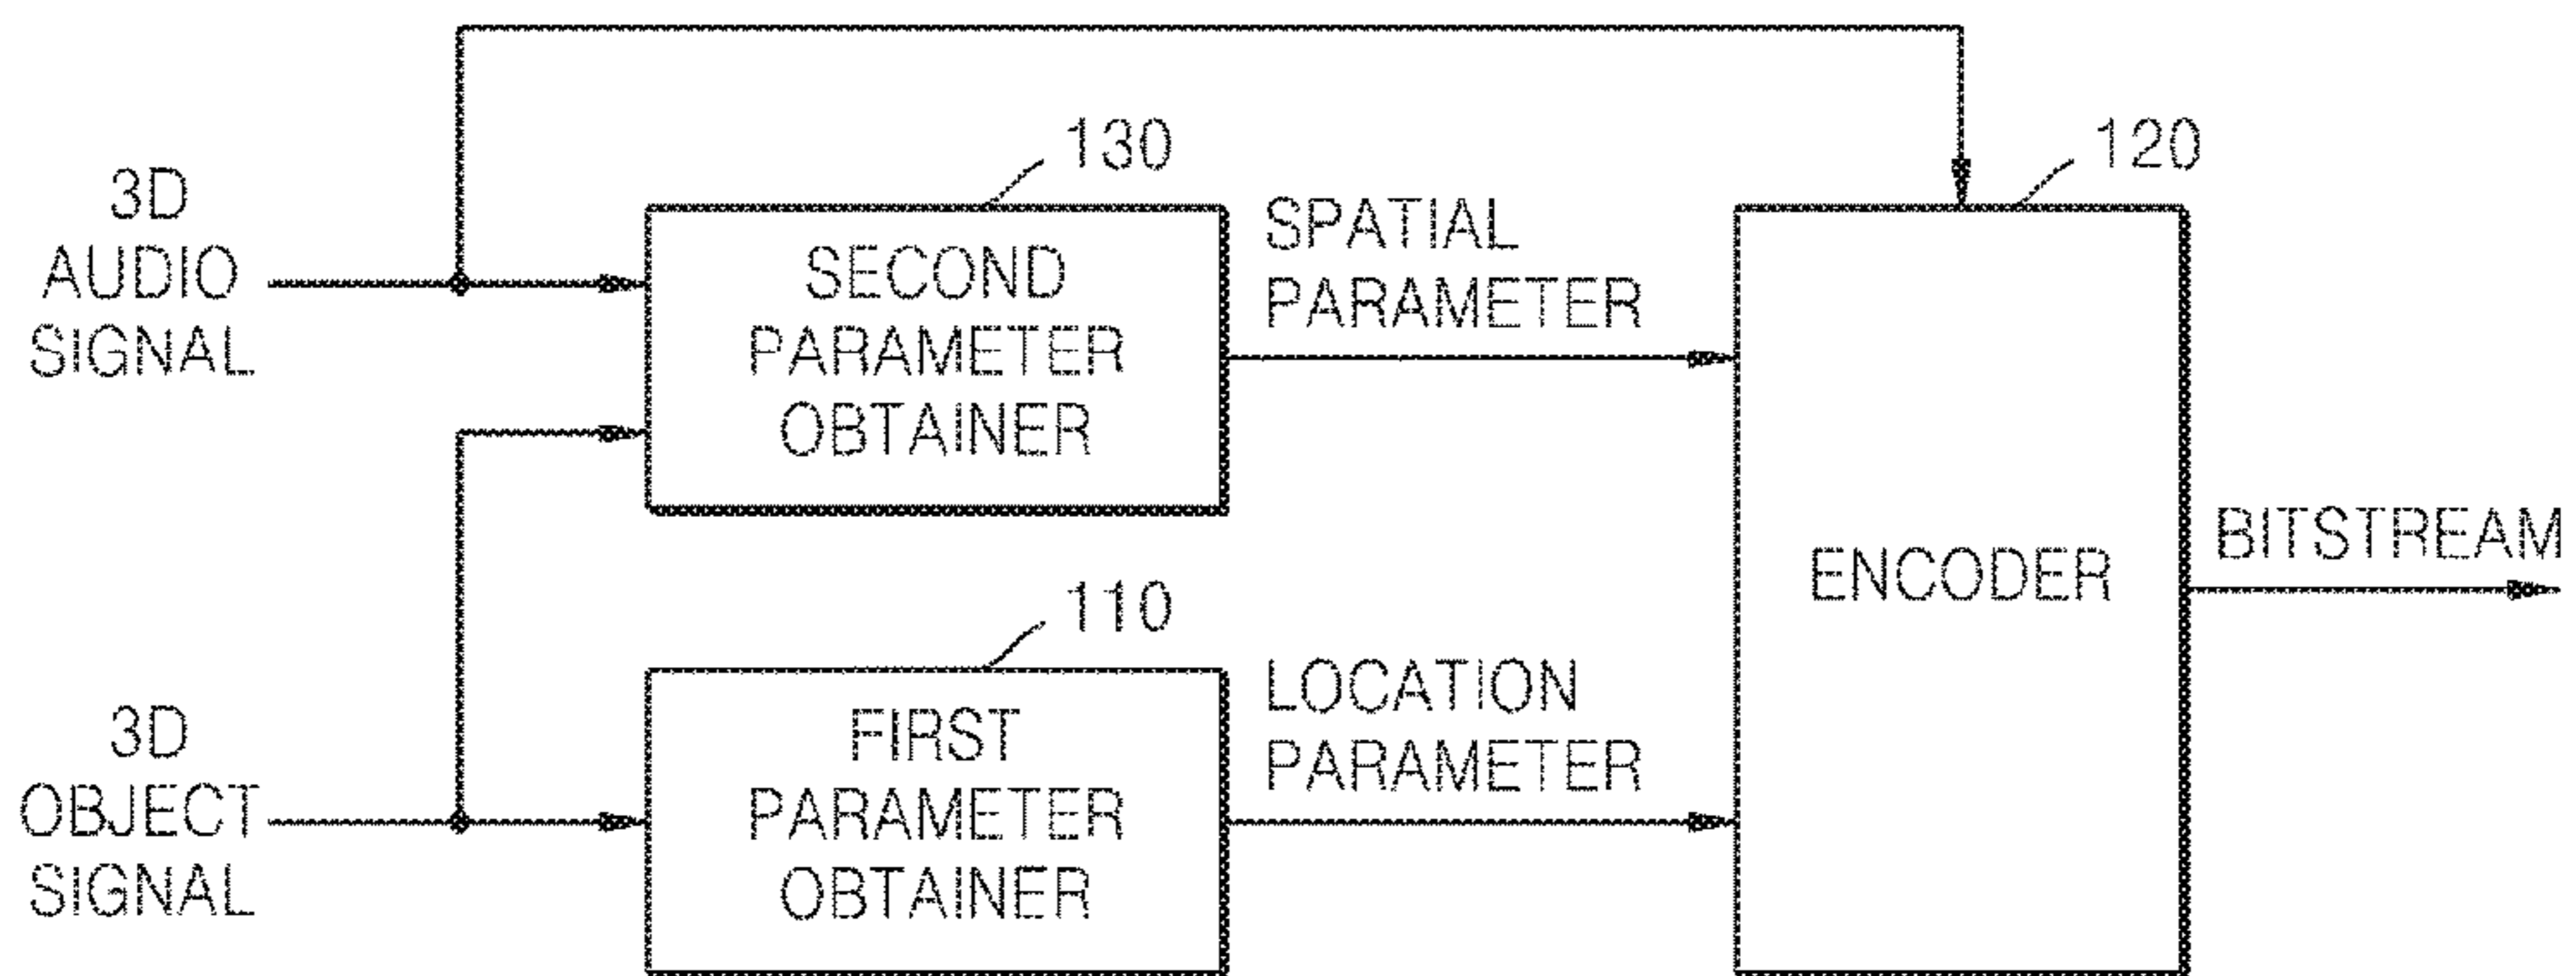 130
120
3D
AUDIO
SIGNAL
SECOND
PARAMETER
OBTAINER
SPATIAL
PARAMETER
ENCODER
BITSTREAM
110
3D
OBJECT
SIGNAL
FIRST
PARAMETER
OBTAINER
LOCATION
PARAMETER